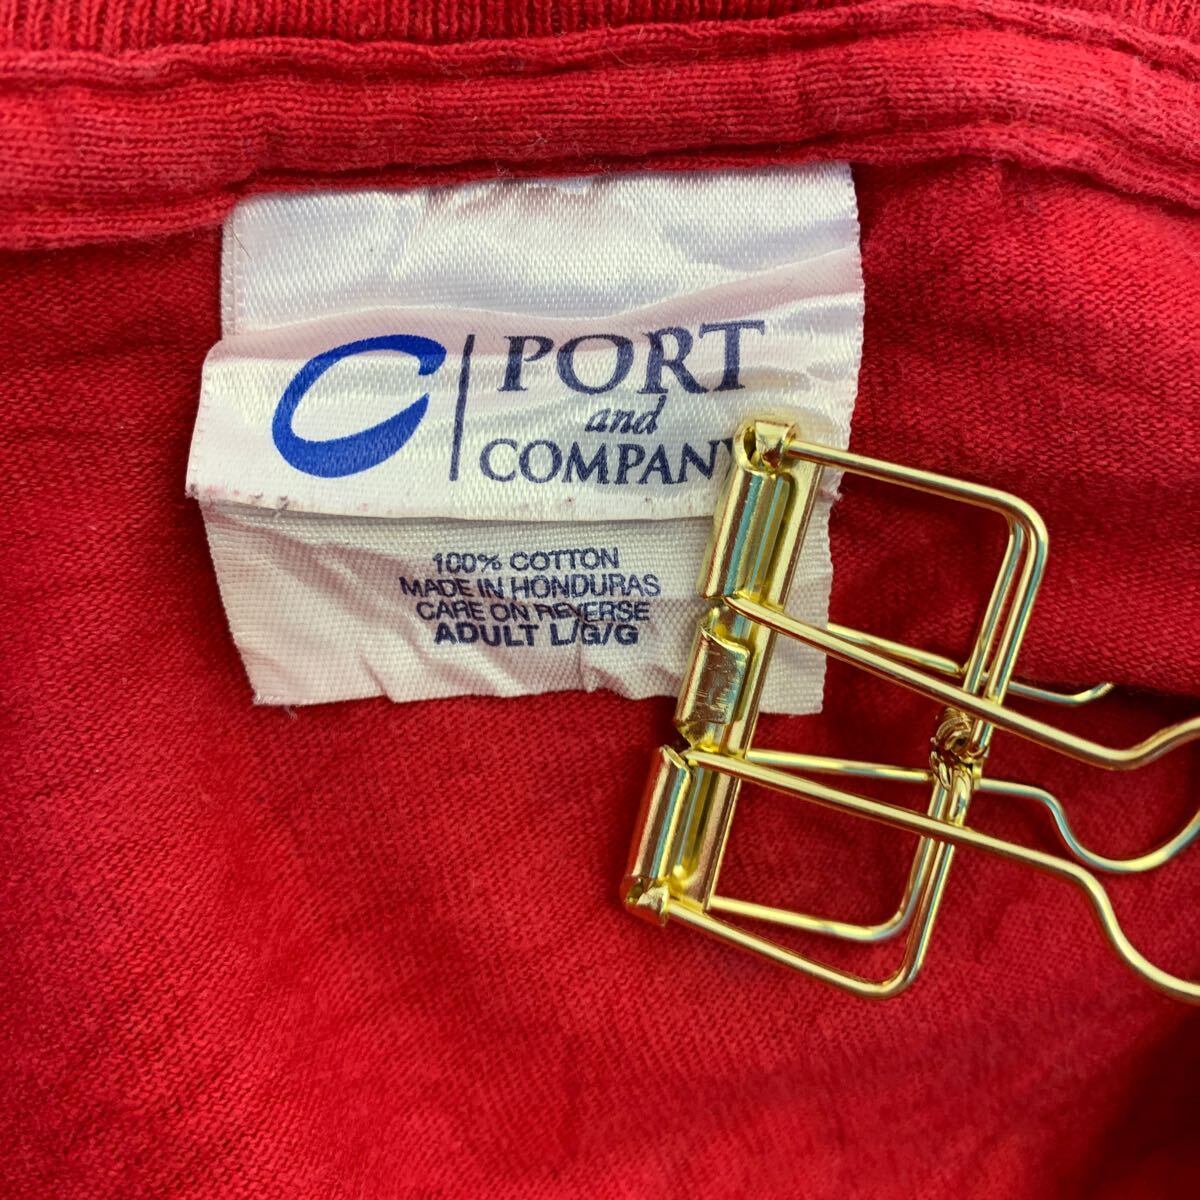 PORT
and
COMPANY
100% COTTON
MADE IN HONDURAS
CARE ON REVERSE
ADULT L/G/G